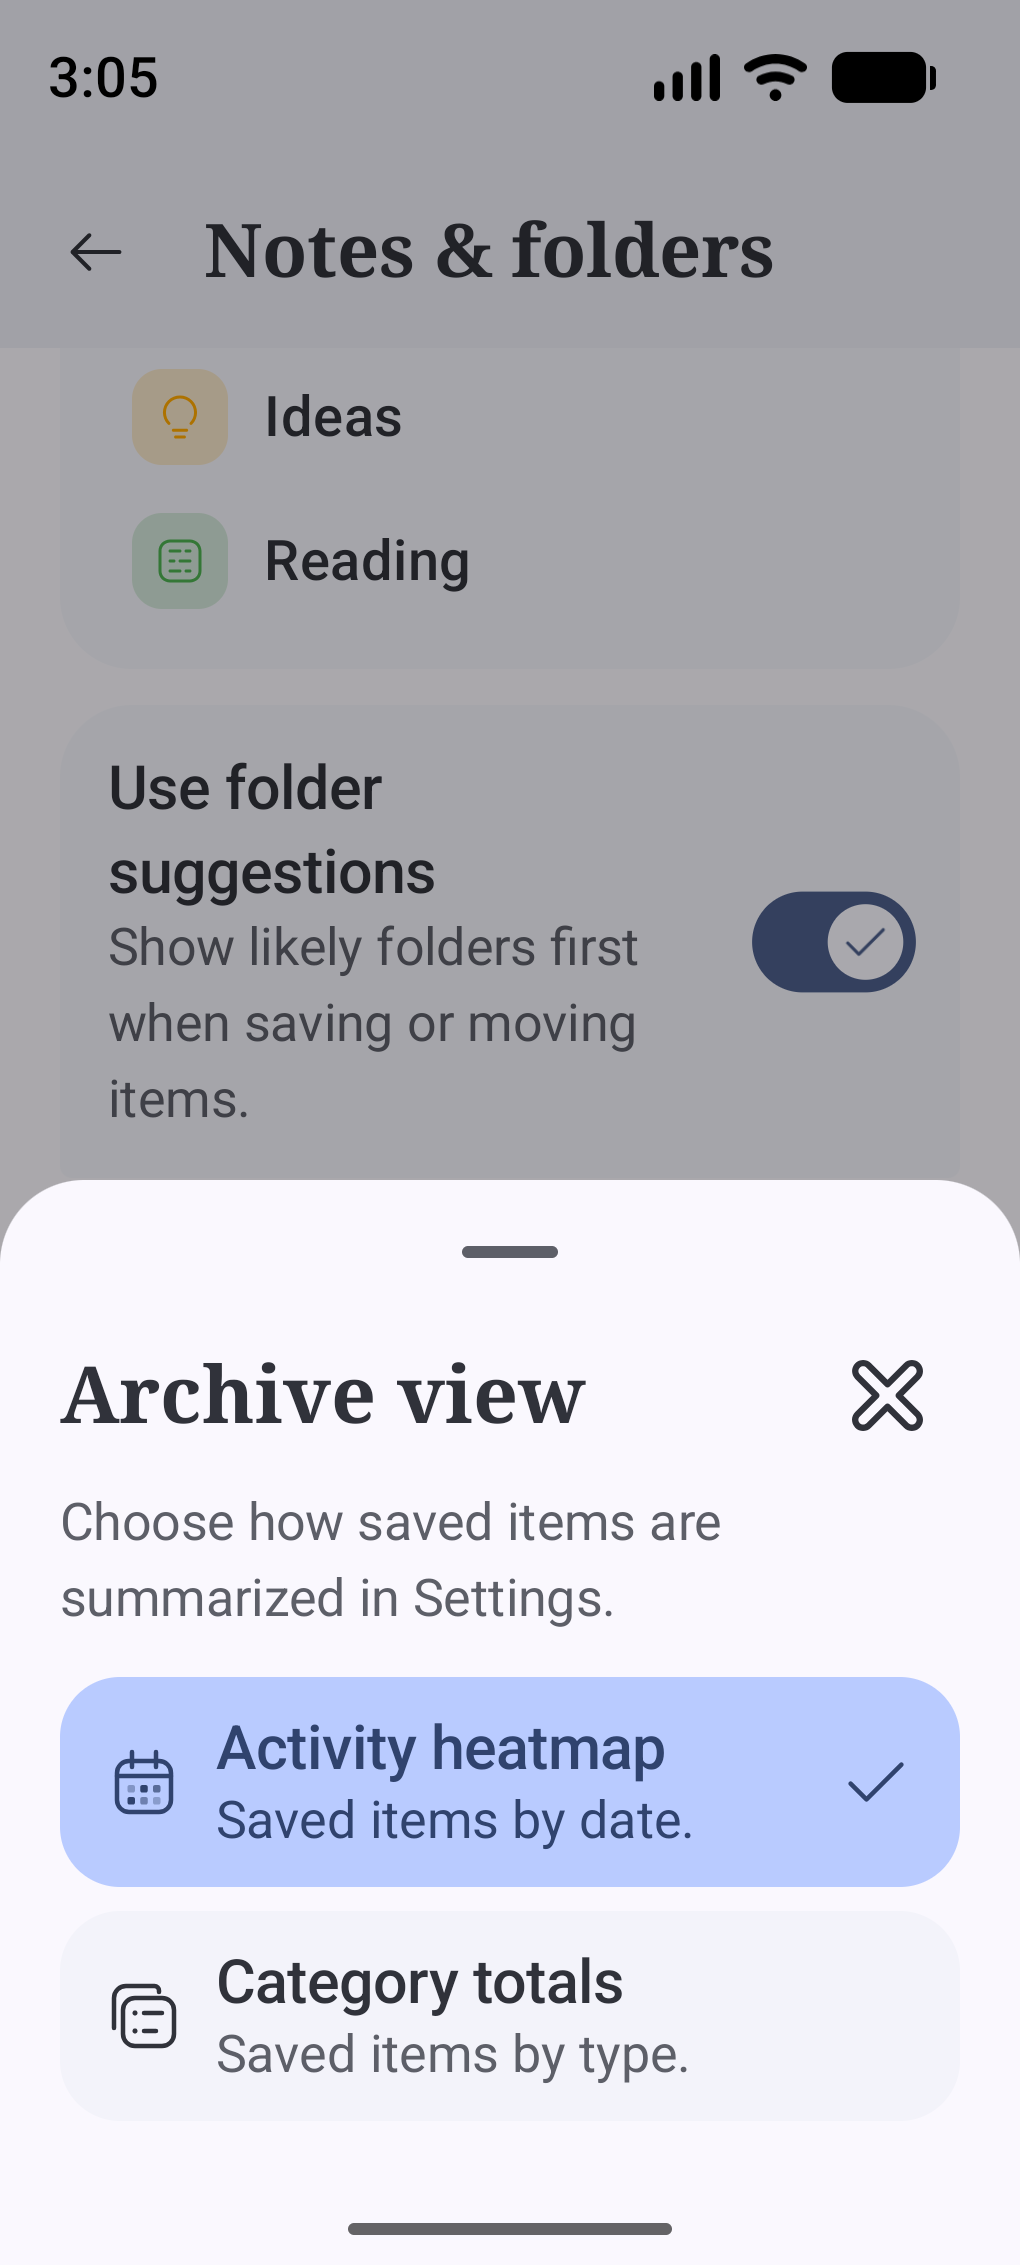 3:05
Notes & folders
Ideas
Reading
Use folder
suggestions
Show likely folders first
when saving or moving
items.
Archive view
Choose how saved items are
summarized in Settings.
Activity heatmap
Saved items by date.
Category totals
Saved items by type.